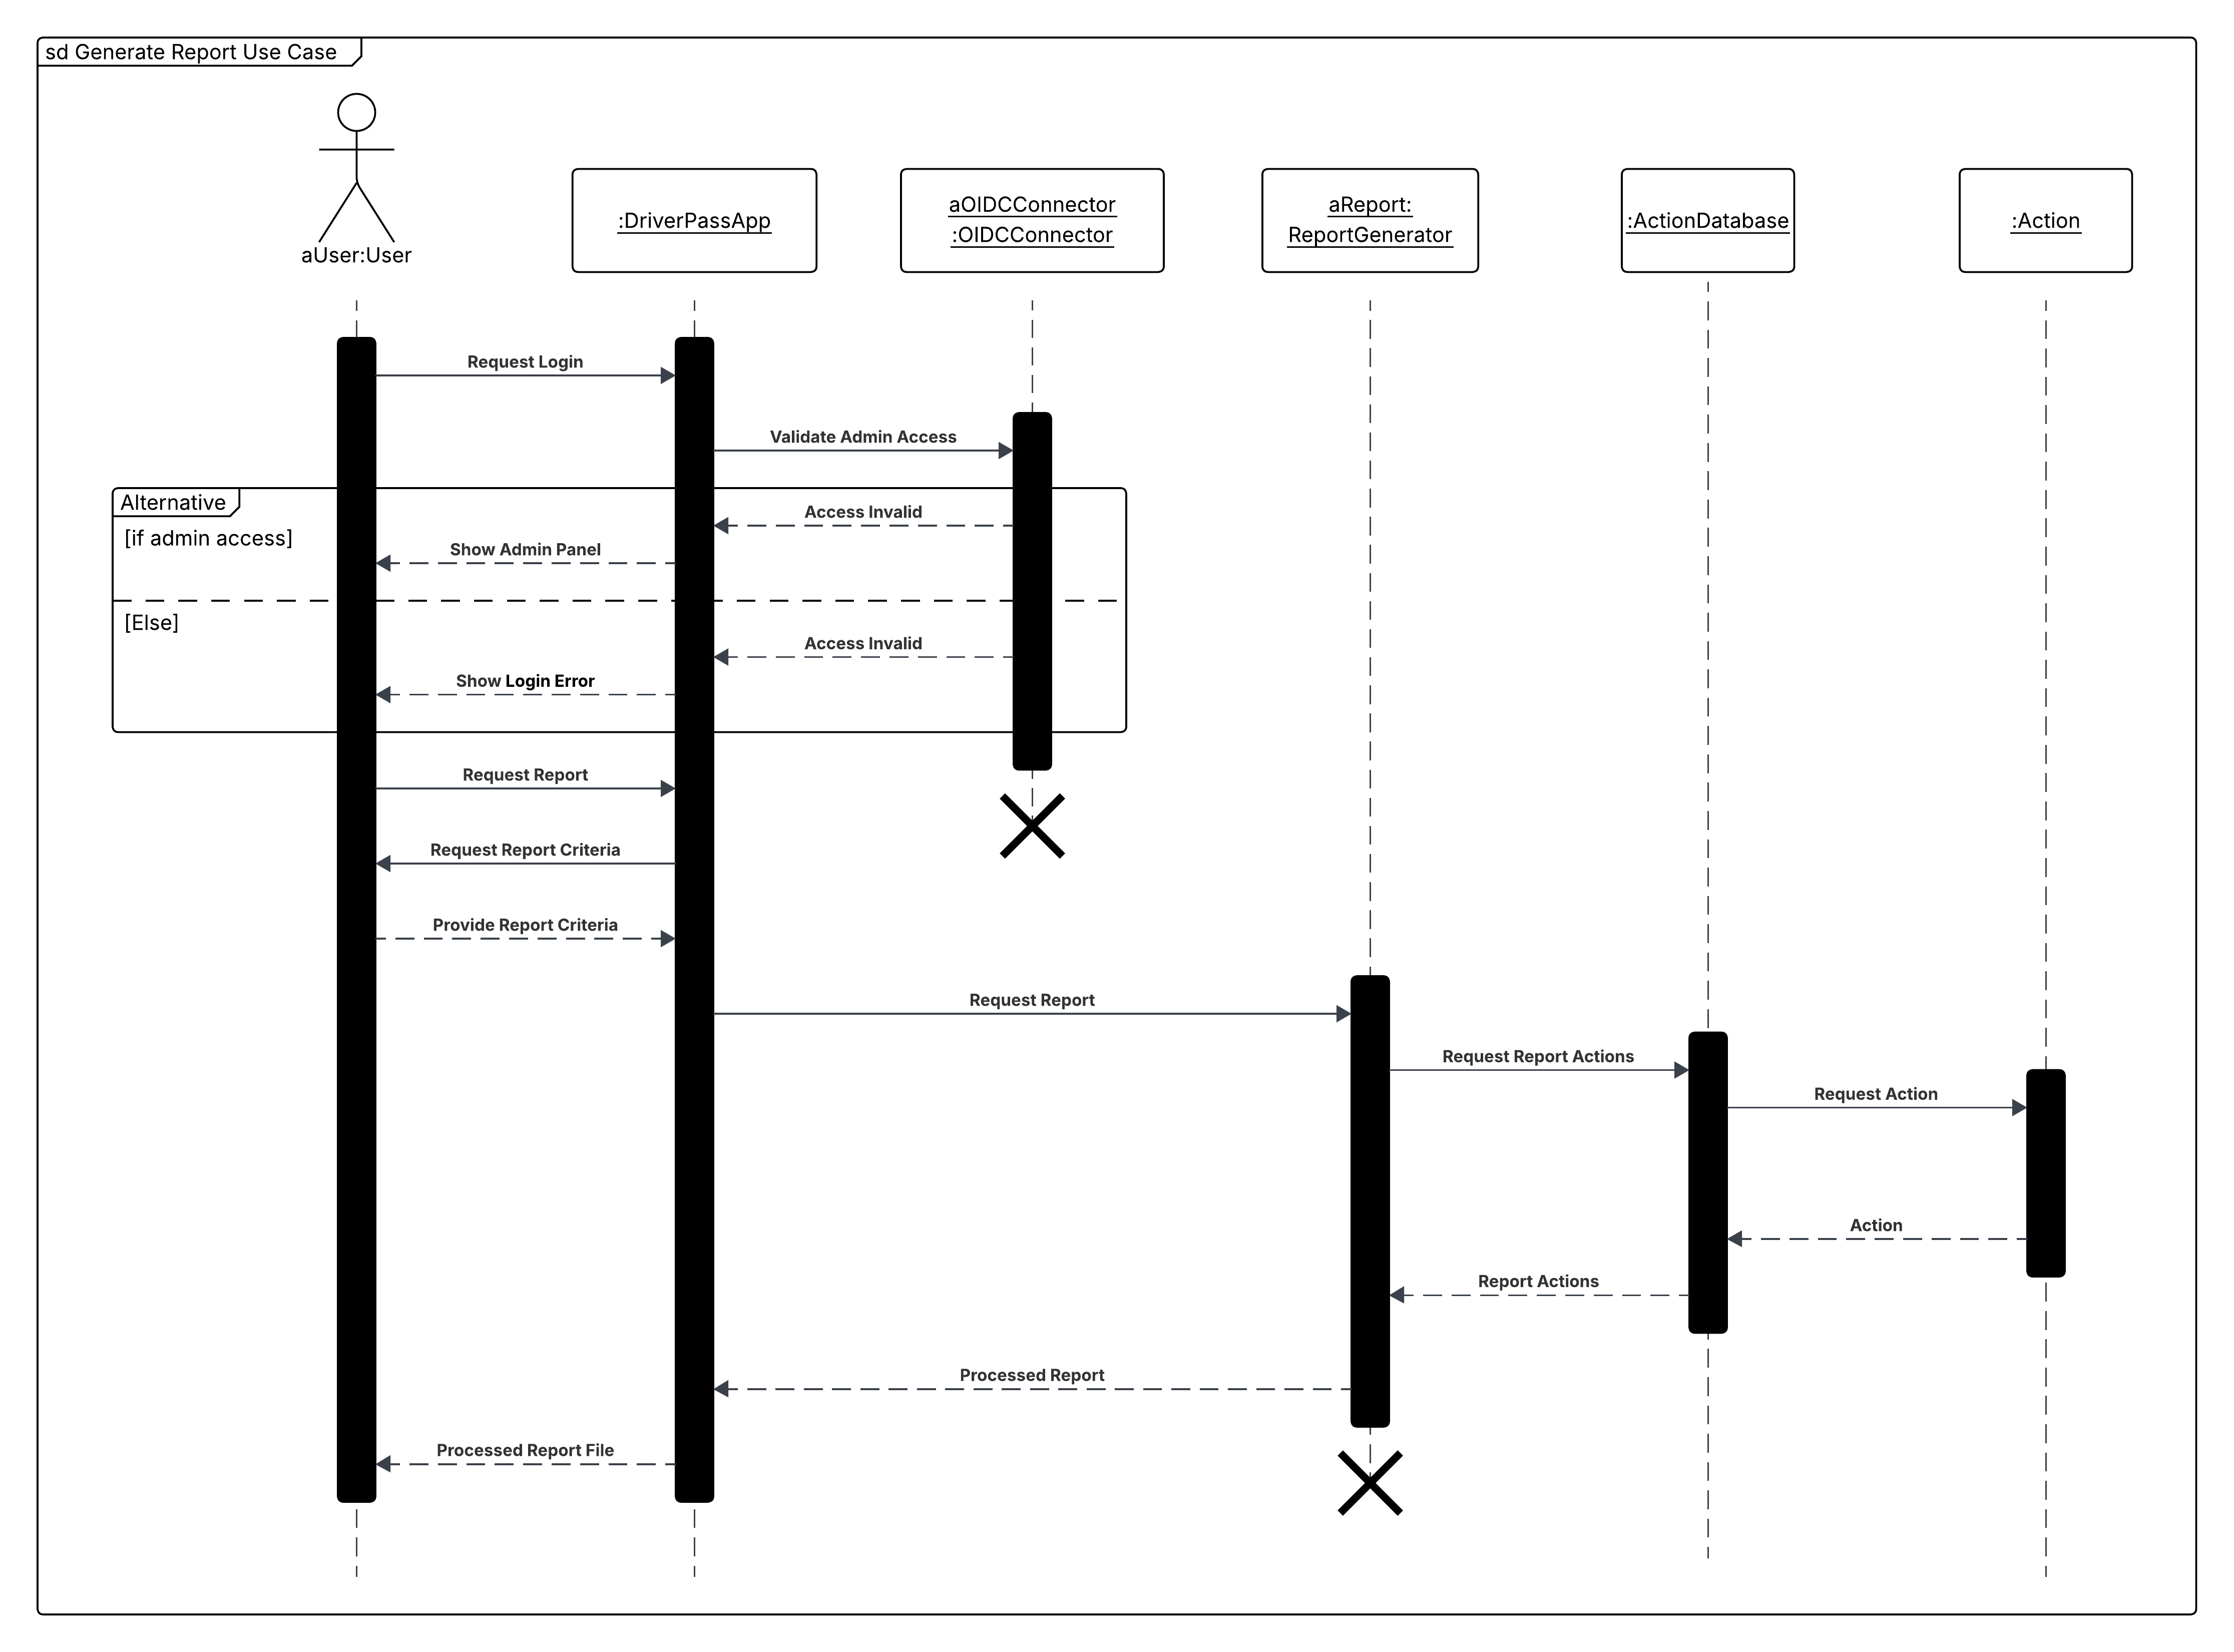 sd Generate Report Use Case
aUser:User
:DriverPassApp
aOIDCConnector
:OIDCConnector
aReport:
ReportGenerator
:ActionDatabase
:Action
Request Login
Validate Admin Access
Alternative
[if admin access]
Access Invalid
Show Admin Panel
[Else]
Access Invalid
Show Login Error
Request Report
Request Report Criteria
Provide Report Criteria
Request Report
Request Report Actions
Request Action
Action
Report Actions
Processed Report
Processed Report File